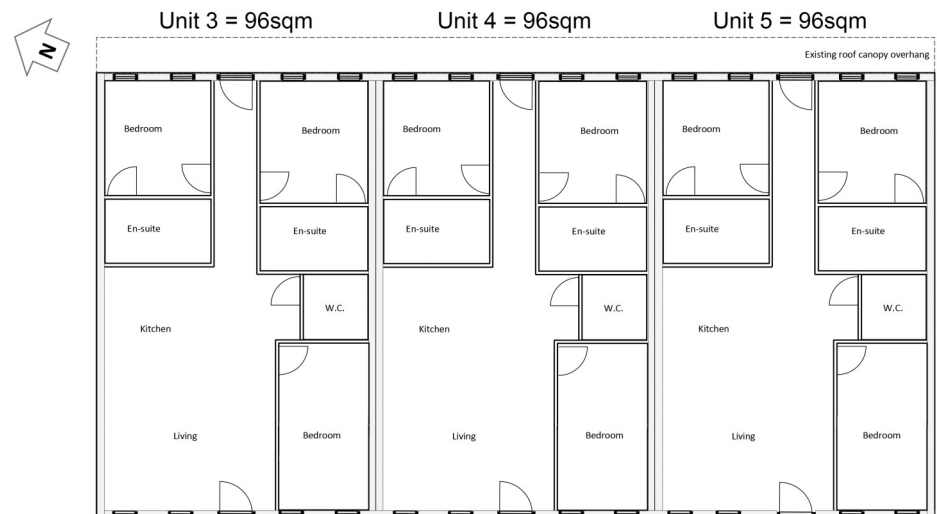 Unit 3 = 96sqm
Unit 4 = 96sqm
Unit 5 = 96sqm
N
Existing roof canopy overhang
Bedroom
Bedroom
Bedroom
Bedroom
Bedroom
Bedroom
En-suite
En-suite
En-suite
En-suite
En-suite
En-suite
W.C.
W.C.
W.C.
Kitchen
Kitchen
Kitchen
Living
Bedroom
Living
Bedroom
Living
Bedroom